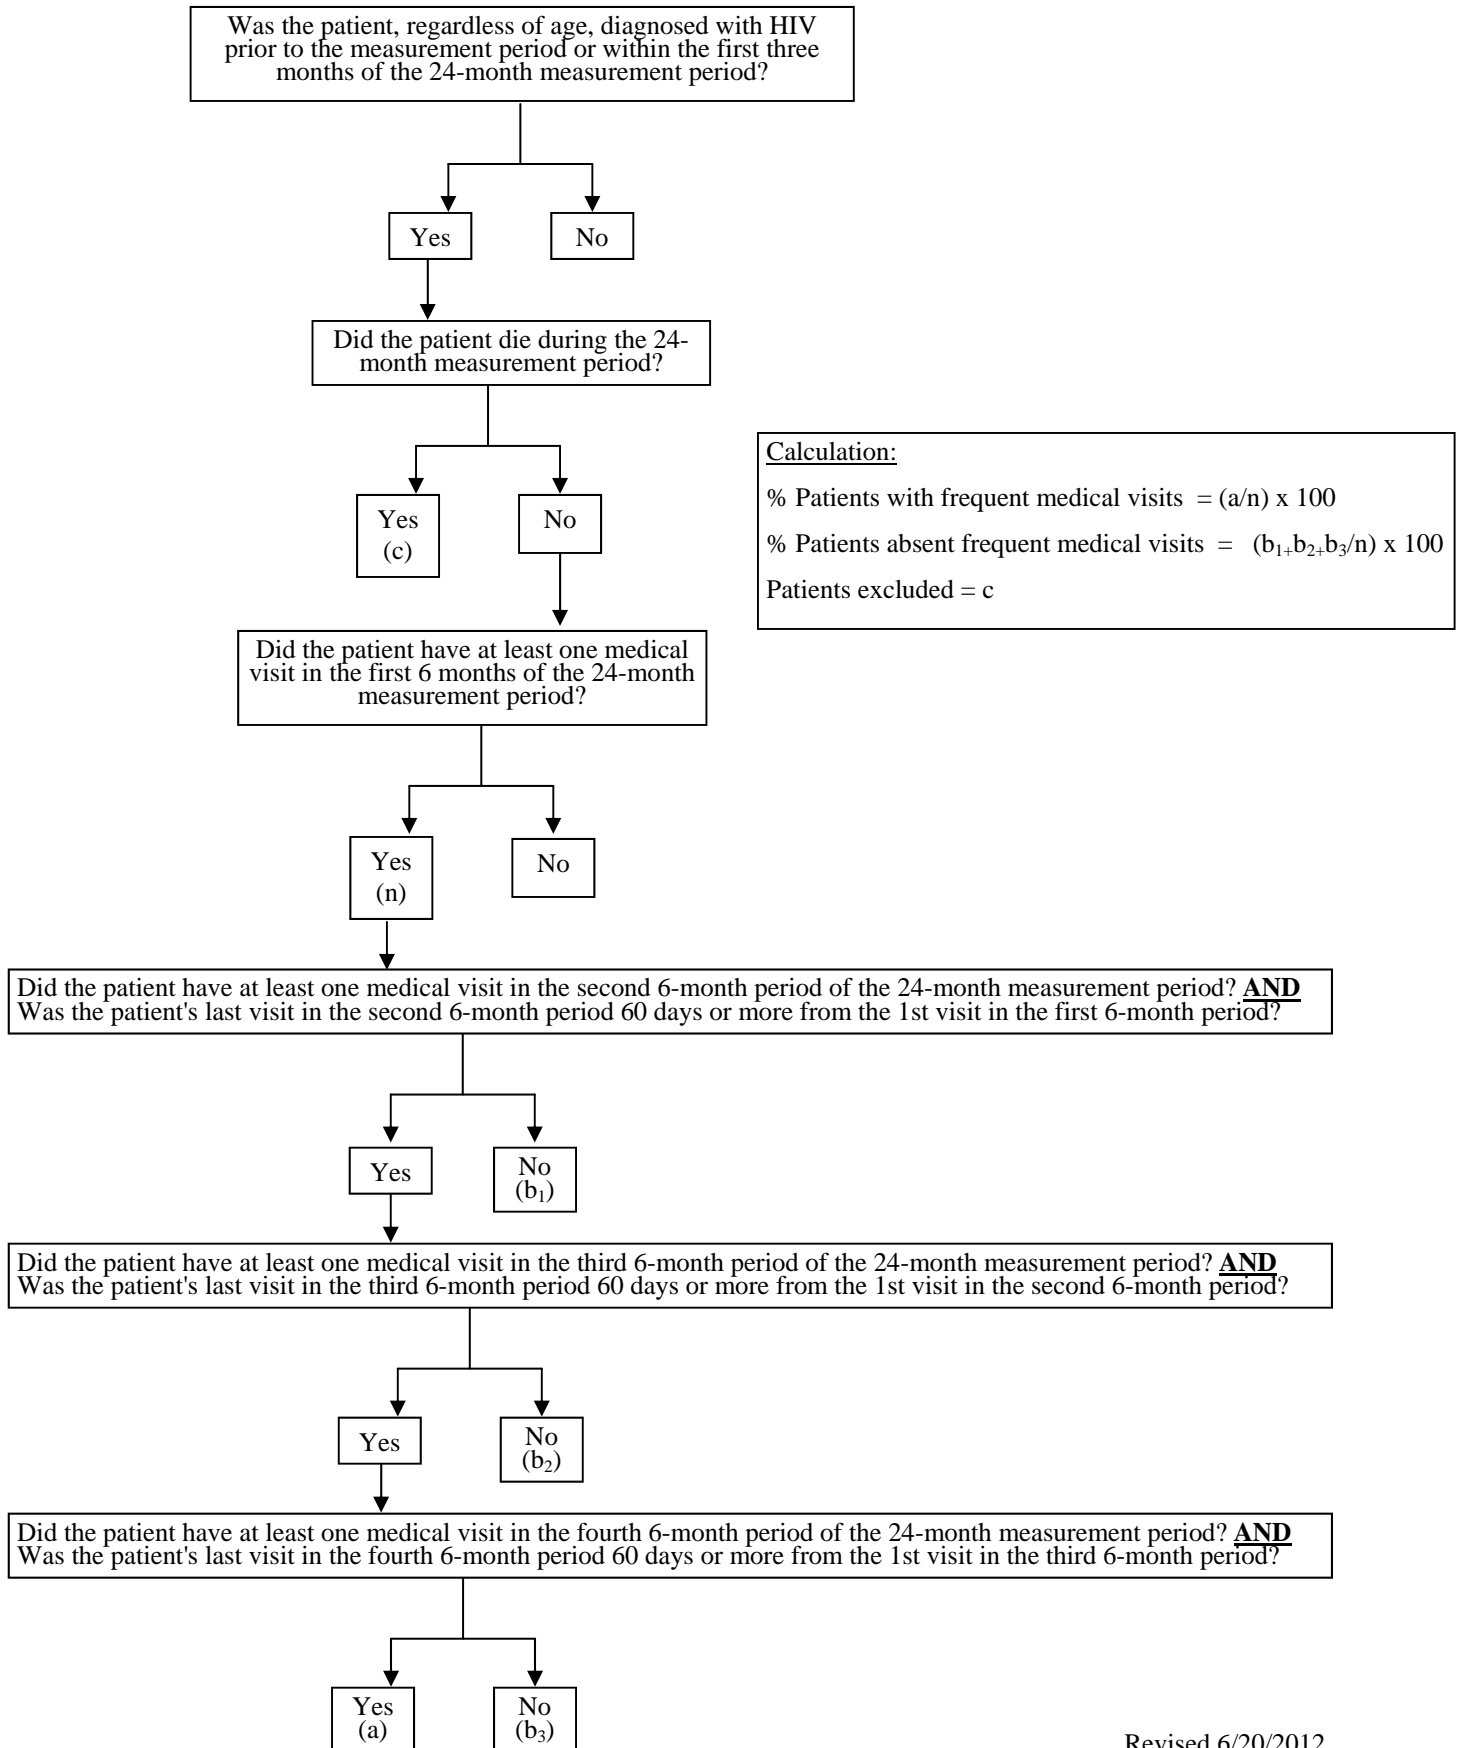 Was the patient, regardless of age, diagnosed with HIV
prior to the measurement period or within the first three
months of the 24-month measurement period?
Yes
No
Did the patient die during the 24-
month measurement period?
Yes
(c)
No
Calculation:
% Patients with frequent medical visits = (a/n) x 100
% Patients absent frequent medical visits = (b₁₊b₂₊b₃/n) x 100
Patients excluded = c
Did the patient have at least one medical
visit in the first 6 months of the 24-month
measurement period?
Yes
(n)
No
Did the patient have at least one medical visit in the second 6-month period of the 24-month measurement period? AND
Was the patient's last visit in the second 6-month period 60 days or more from the 1st visit in the first 6-month period?
Yes
No
(b₁)
Did the patient have at least one medical visit in the third 6-month period of the 24-month measurement period? AND
Was the patient's last visit in the third 6-month period 60 days or more from the 1st visit in the second 6-month period?
Yes
No
(b₂)
Did the patient have at least one medical visit in the fourth 6-month period of the 24-month measurement period? AND
Was the patient's last visit in the fourth 6-month period 60 days or more from the 1st visit in the third 6-month period?
Yes
(a)
No
(b₃)
Revised 6/20/2012